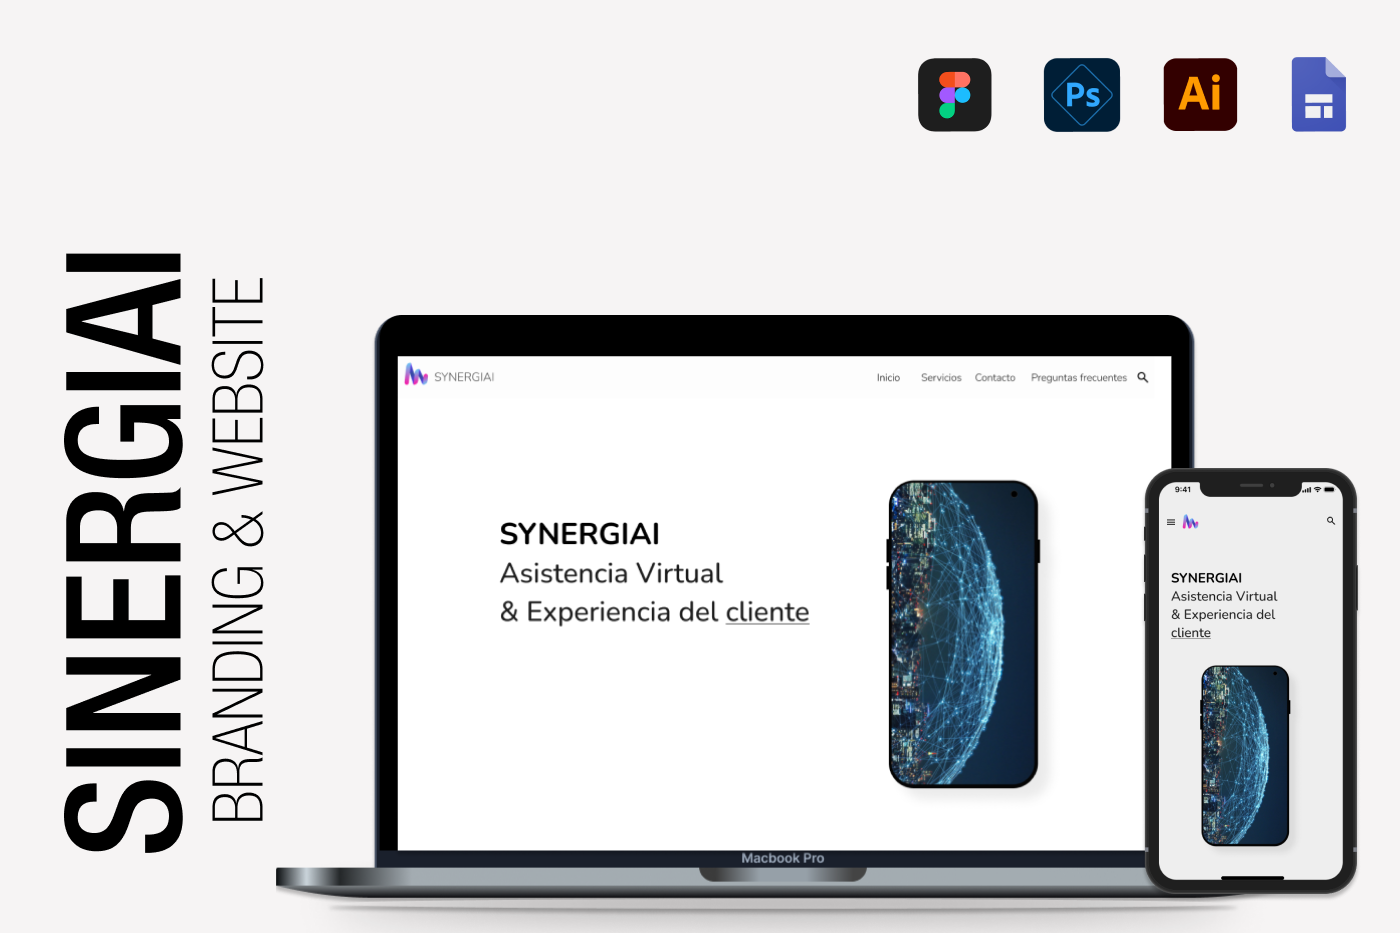 Ps
Ai
SINERGIAI
BRANDING & WEBSITE
SYNERGIAI
Inicio Servicios Contacto Preguntas frecuentes
SYNERGIAI
Asistencia Virtual
& Experiencia del cliente
Macbook Pro
9:41
SYNERGIAI
Asistencia Virtual
& Experiencia del
cliente